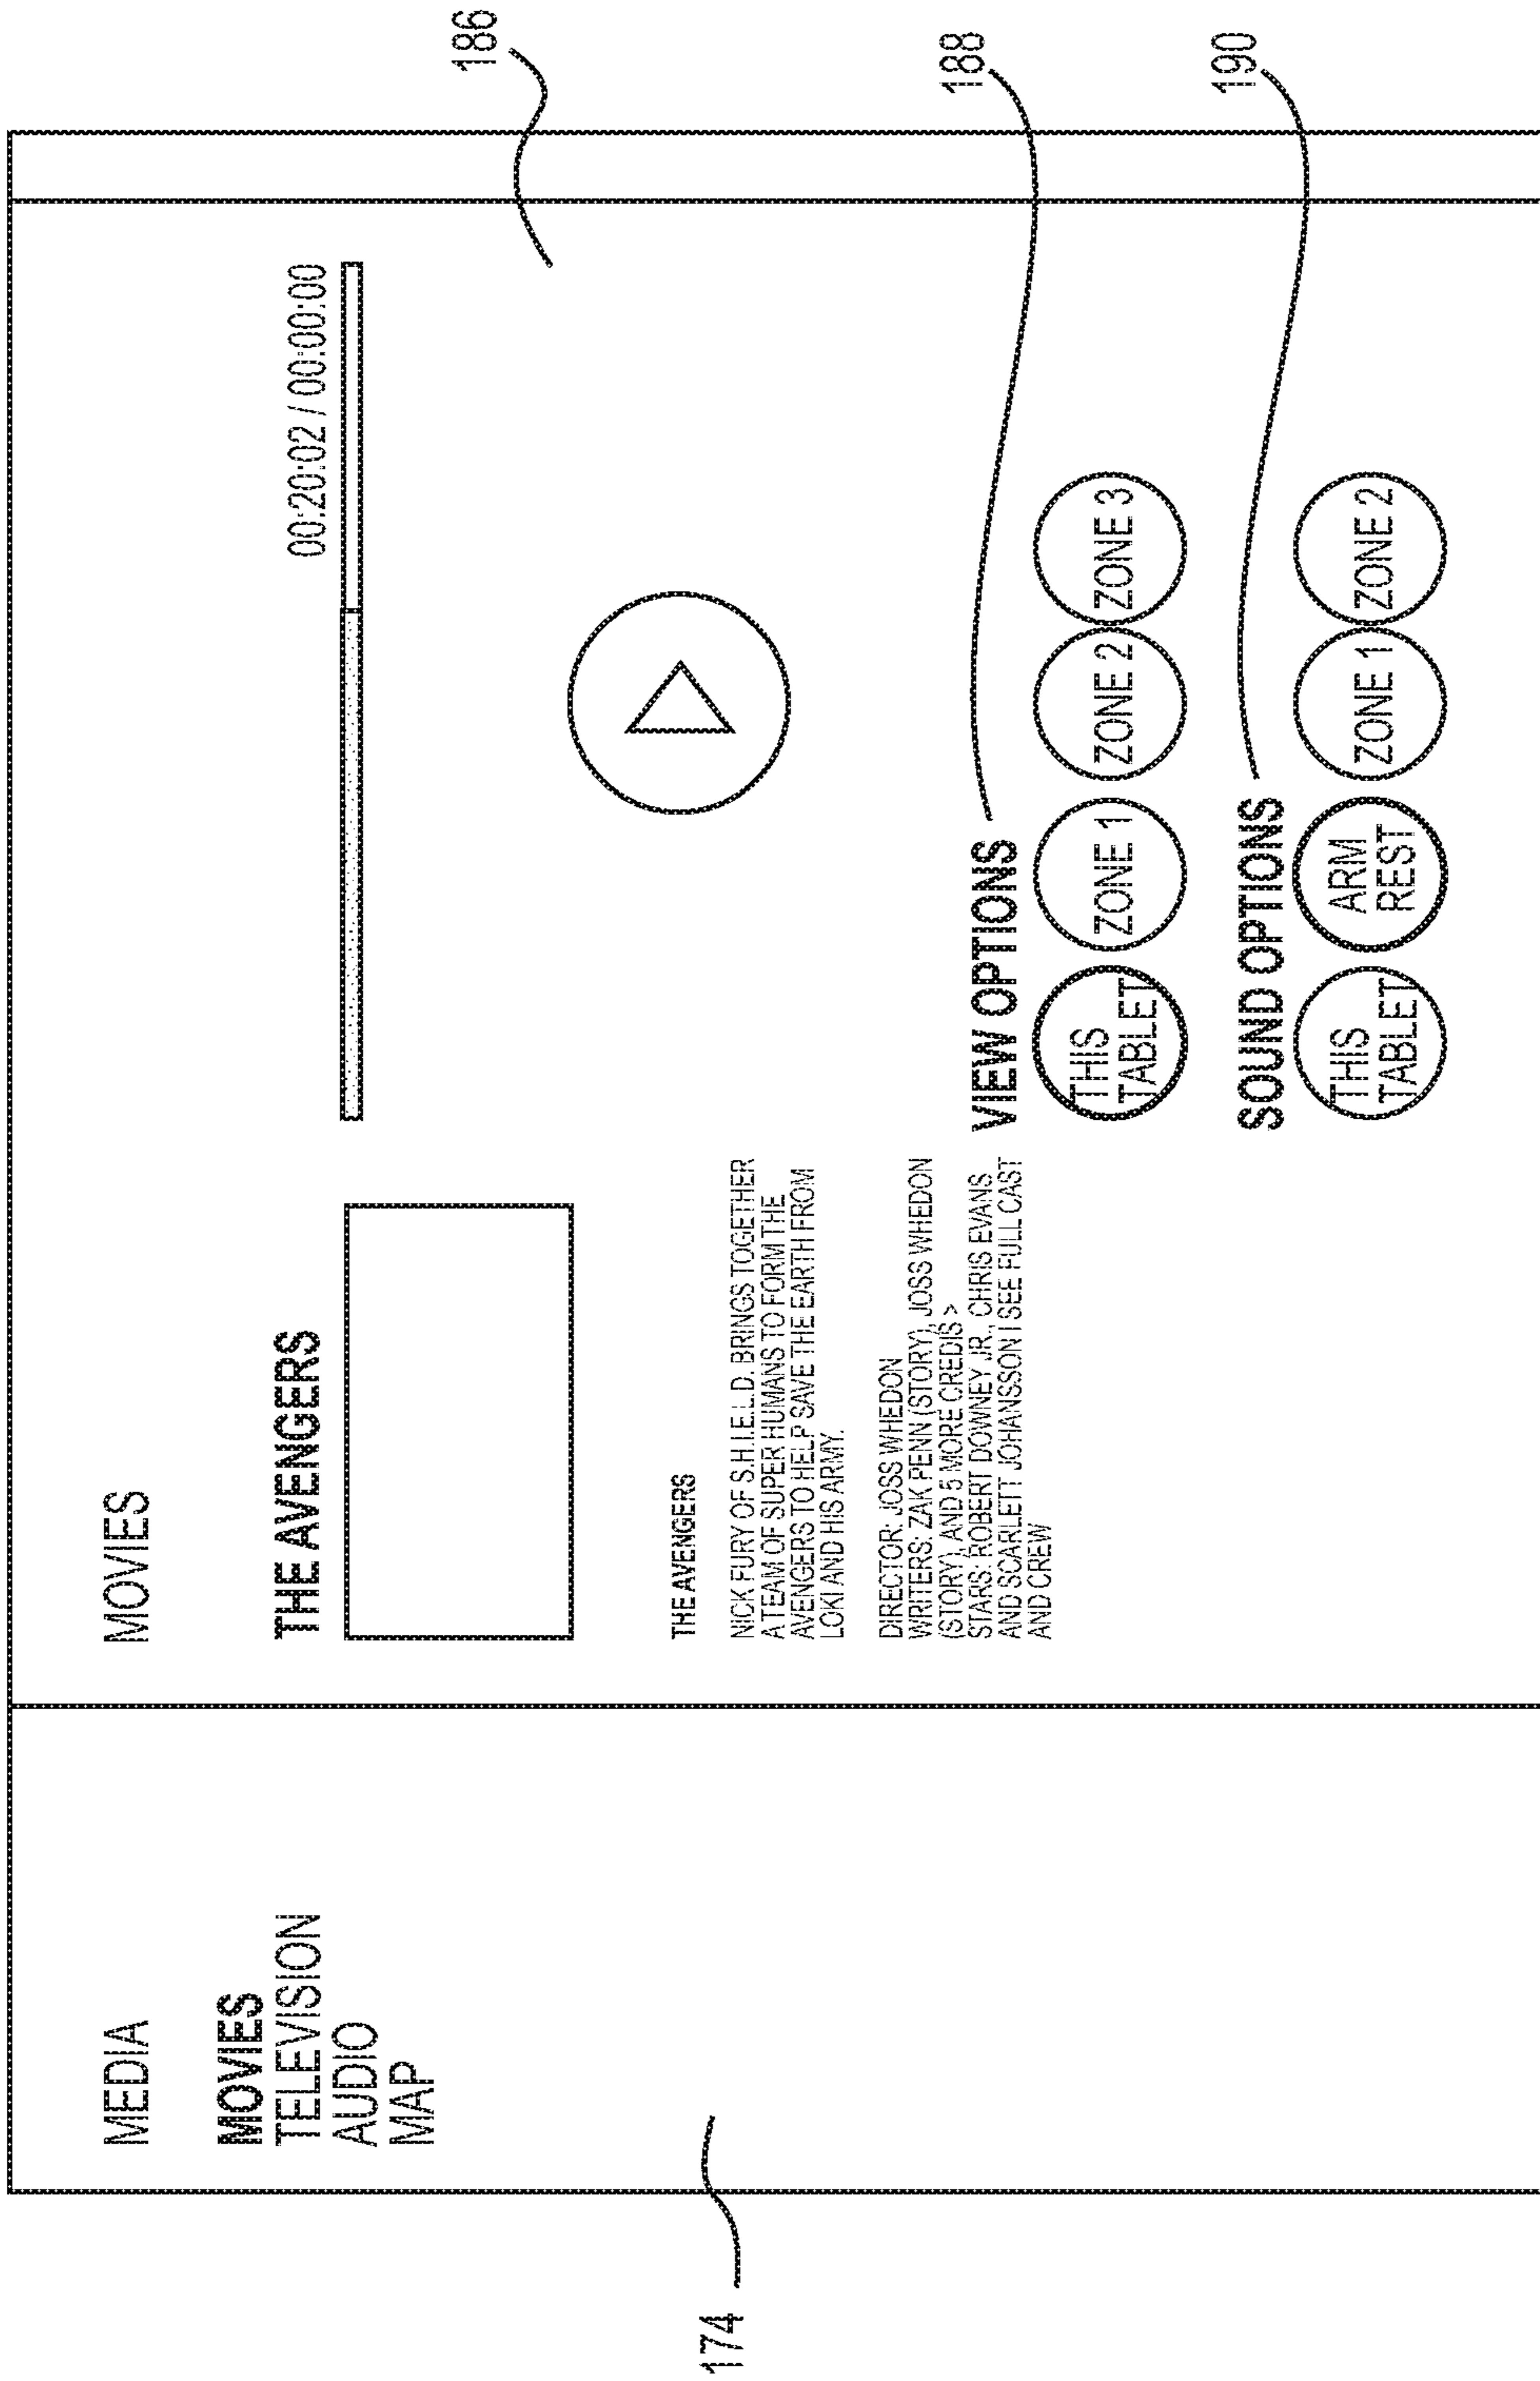 MEDIA
MOVIES
TELEVISION
AUDIO
MAP
174
MOVIES
THE AVENGERS
THE AVENGERS
NICK FURY OF S.H.I.E.L.D. BRINGS TOGETHER
A TEAM OF SUPER HUMANS TO FORM THE
AVENGERS TO HELP SAVE THE EARTH FROM
LOKI AND HIS ARMY.
DIRECTOR: JOSS WHEDON
WRITERS: ZAK PENN (STORY), JOSS WHEDON
(STORY), AND 5 MORE CREDIS >
STARS: ROBERT DOWNEY JR., CHRIS EVANS
AND SCARLETT JOHANSSON I SEE FULL CAST
AND CREW
00:20:02 / 00:00:00
186
VIEW OPTIONS
188
THIS
TABLET
ZONE 1
ZONE 2
ZONE 3
SOUND OPTIONS
190
THIS
TABLET
ARM
REST
ZONE 1
ZONE 2